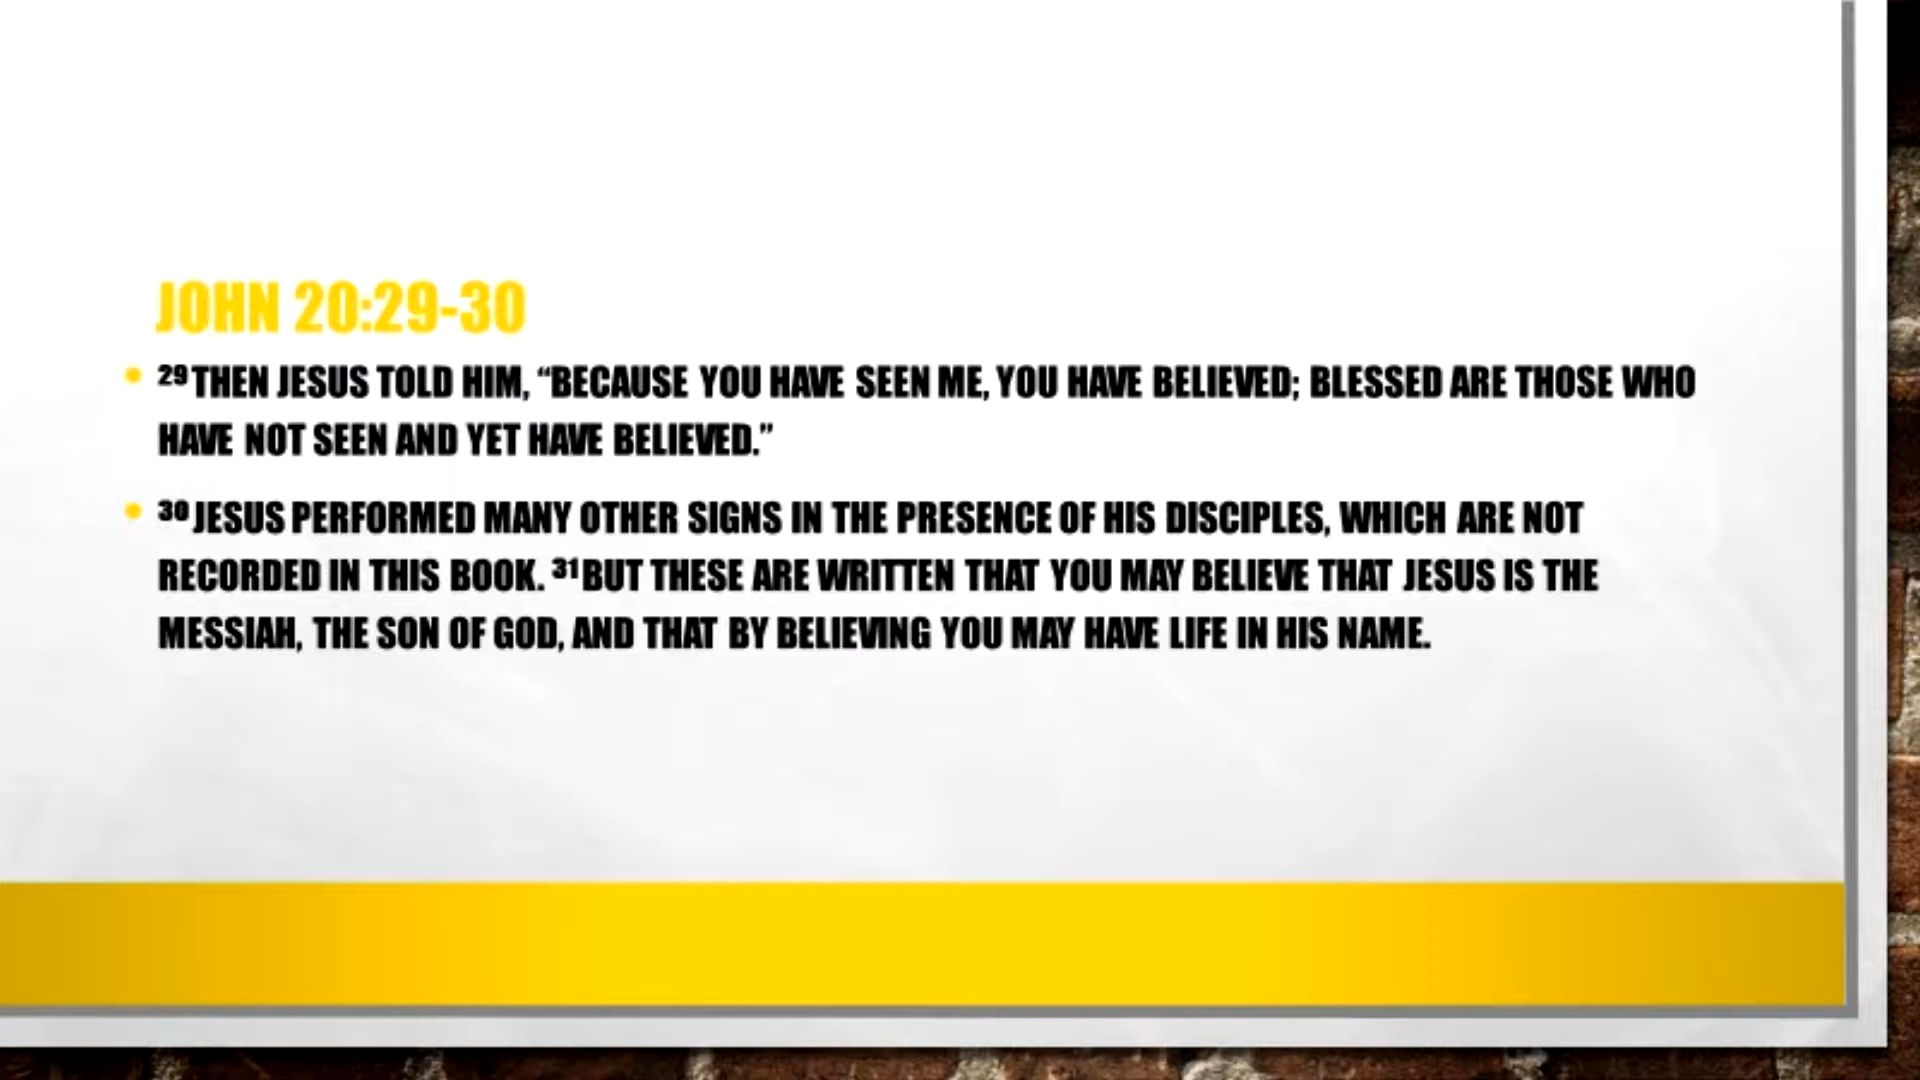 JOHN 20:29-30
• ²⁹ THEN JESUS TOLD HIM, “BECAUSE YOU HAVE SEEN ME, YOU HAVE BELIEVED; BLESSED ARE THOSE WHO
HAVE NOT SEEN AND YET HAVE BELIEVED.”
• ³⁰ JESUS PERFORMED MANY OTHER SIGNS IN THE PRESENCE OF HIS DISCIPLES, WHICH ARE NOT
RECORDED IN THIS BOOK. ³¹ BUT THESE ARE WRITTEN THAT YOU MAY BELIEVE THAT JESUS IS THE
MESSIAH, THE SON OF GOD, AND THAT BY BELIEVING YOU MAY HAVE LIFE IN HIS NAME.